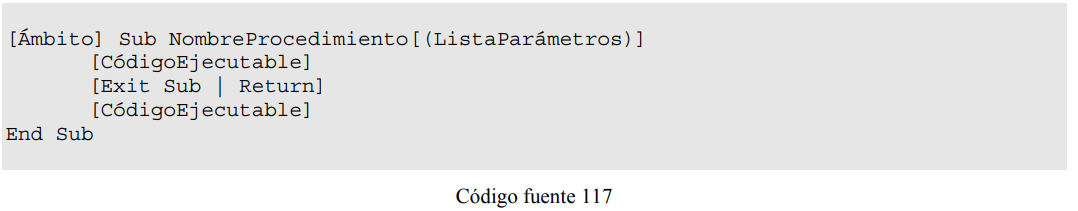 [Ámbito] Sub NombreProcedimiento[(ListaParámetros)]
[CódigoEjecutable]
[Exit Sub | Return]
[CódigoEjecutable]
End Sub
Código fuente 117